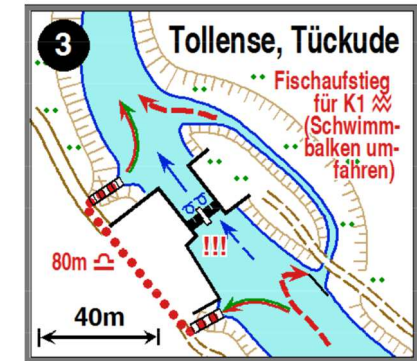 3
Tollense, Tückude
Fischaufstieg
für K1
(Schwimm-
balken um-
fahren)
!!!
80m
40m